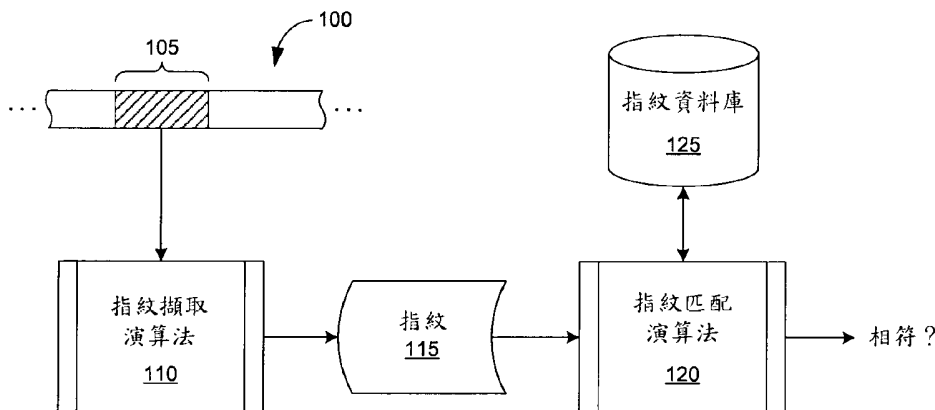 100
105
... ...
指紋資料庫
125
指紋擷取
演算法
110
指紋
115
指紋匹配
演算法
120
相符？